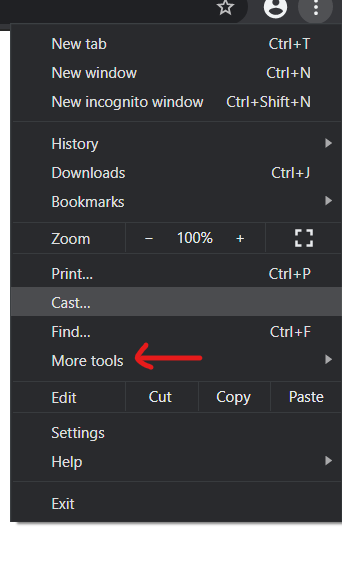 New tab Ctrl+T
New window Ctrl+N
New incognito window Ctrl+Shift+N
History
Downloads Ctrl+J
Bookmarks
Zoom − 100% +
Print... Ctrl+P
Cast...
Find... Ctrl+F
More tools
Edit Cut Copy Paste
Settings
Help
Exit